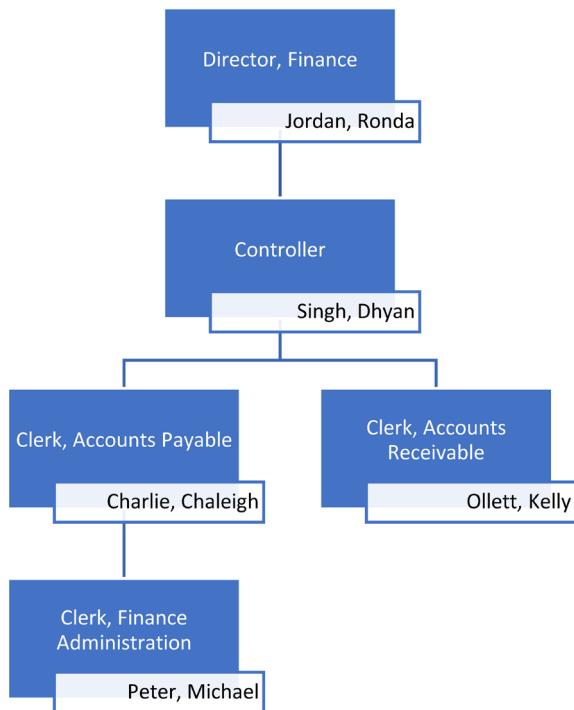 Director, Finance
Jordan, Ronda
Controller
Singh, Dhyan
Clerk, Accounts Payable
Charlie, Chaleigh
Clerk, Accounts
Receivable
Ollett, Kelly
Clerk, Finance
Administration
Peter, Michael